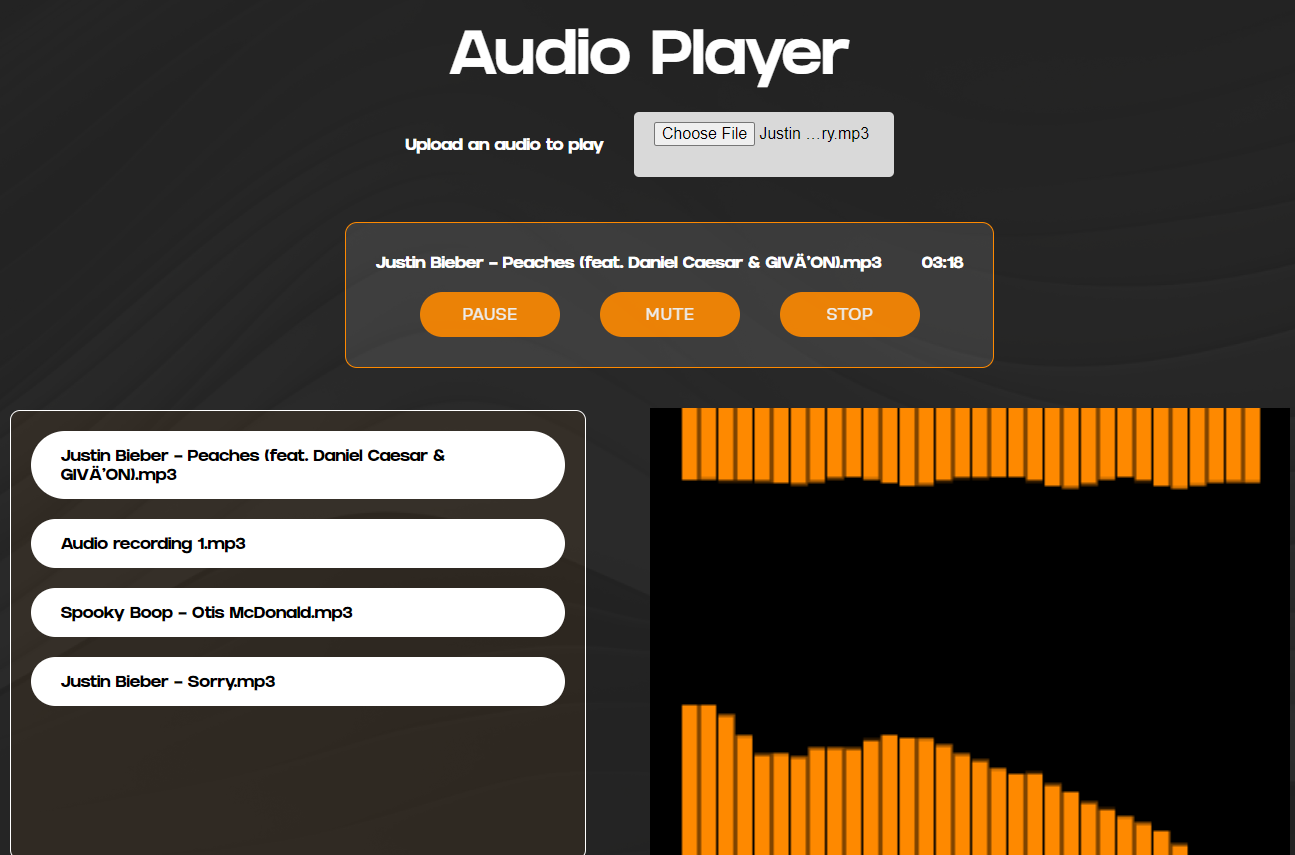 Audio Player
Upload an audio to play
Choose File Justin ...ry.mp3
Justin Bieber - Peaches (feat. Daniel Caesar & GIVÄ'ON).mp3 03:18
PAUSE MUTE STOP
Justin Bieber - Peaches (feat. Daniel Caesar &
GIVÄ'ON).mp3
Audio recording 1.mp3
Spooky Boop - Otis McDonald.mp3
Justin Bieber - Sorry.mp3